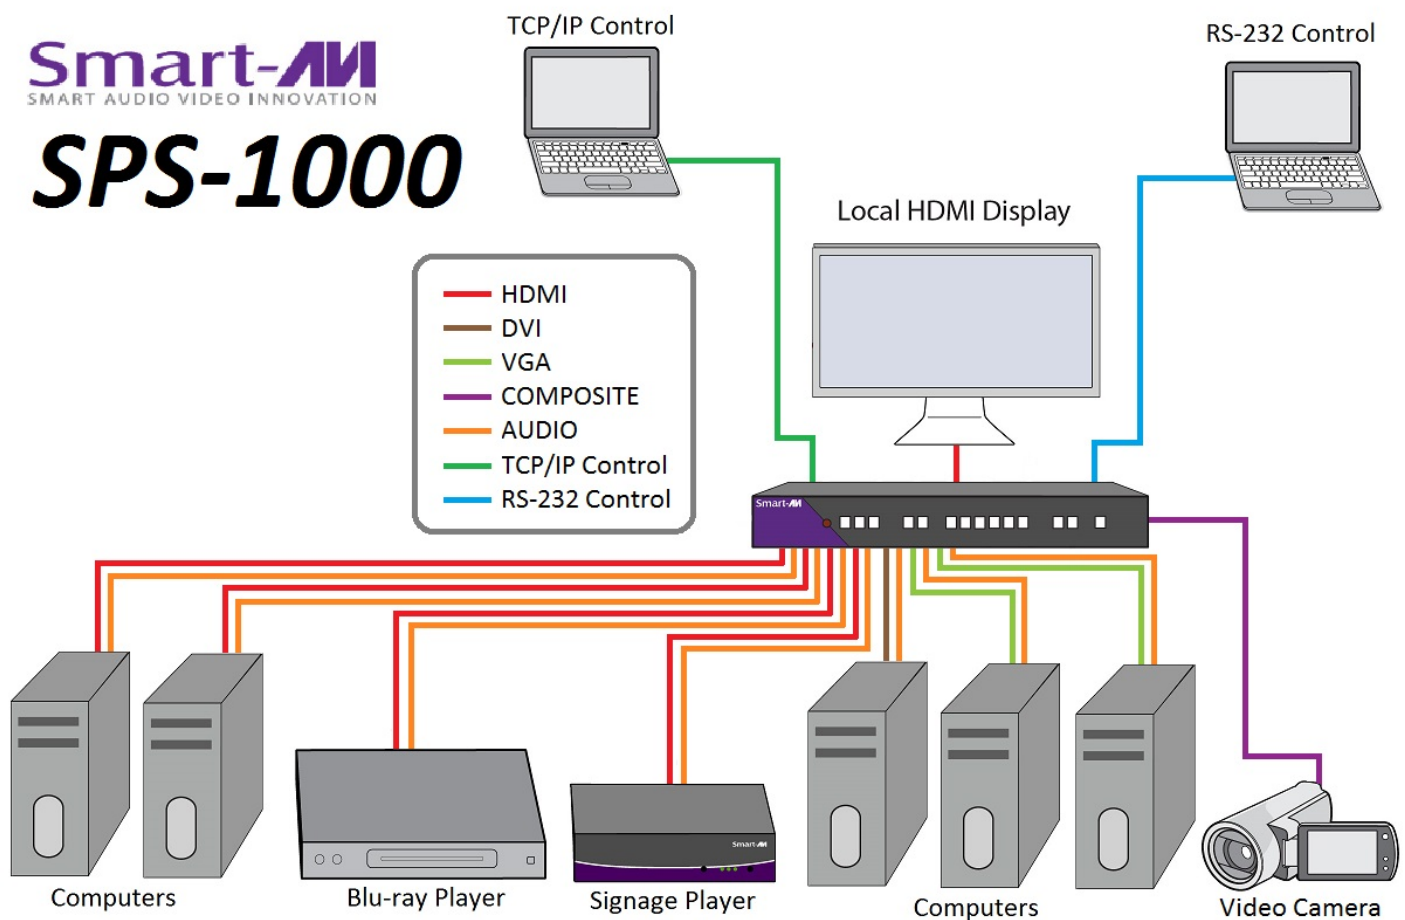 TCP/IP Control
RS-232 Control
Smart-AVI
SMART AUDIO VIDEO INNOVATION
SPS-1000
Local HDMI Display
HDMI
DVI
VGA
COMPOSITE
AUDIO
TCP/IP Control
RS-232 Control
Smart-AVI
Smart-AVI
Computers
Blu-ray Player
Signage Player
Computers
Video Camera